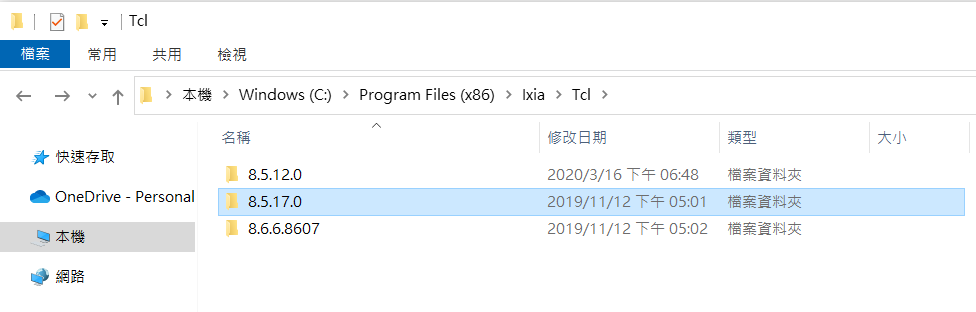 Tcl
檔案 常用 共用 檢視
本機 Windows (C:) Program Files (x86) Ixia Tcl
名稱 修改日期 類型 大小
快速存取
OneDrive - Personal
本機
網路
8.5.12.0 2020/3/16 下午 06:48 檔案資料夾
8.5.17.0 2019/11/12 下午 05:01 檔案資料夾
8.6.6.8607 2019/11/12 下午 05:02 檔案資料夾